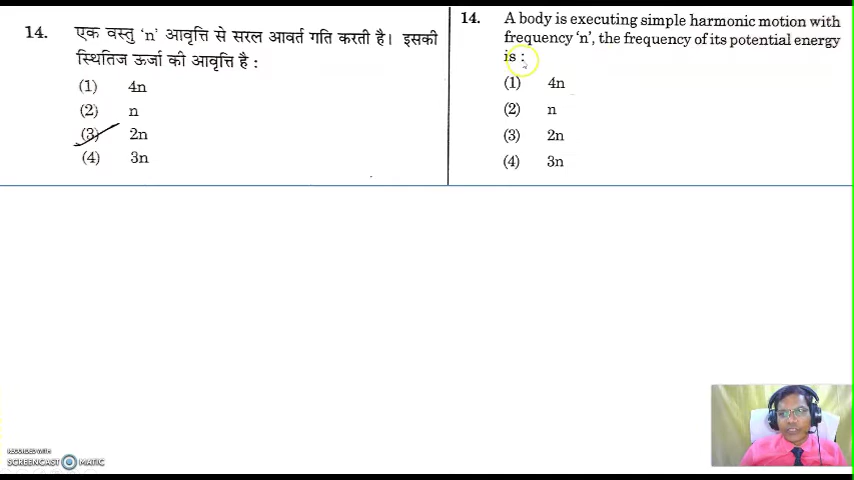 14. एक वस्तु 'n' आवृत्ति से सरल आवर्त गति करती है। इसकी
स्थितिज ऊर्जा की आवृत्ति है :
(1) 4n
(2) n
(3) 2n
(4) 3n
14. A body is executing simple harmonic motion with
frequency 'n', the frequency of its potential energy
is :
(1) 4n
(2) n
(3) 2n
(4) 3n
RECORDED WITH
SCREENCAST MATIC